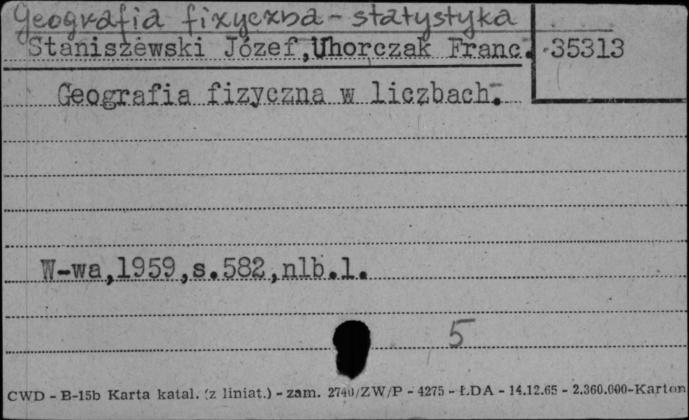 Geografia fizyczna - statystyka
Staniszewski Józef,Uhorczak Franc. 35313
Geografia fizyczna w liczbach.
W-wa,1959,s.582,nlb.1.
5
CWD - B-15b Karta katal. (z liniat.) - zam. 2740/ZW/P - 4275 - ŁDA - 14.12.65 - 2.360.000-Karton